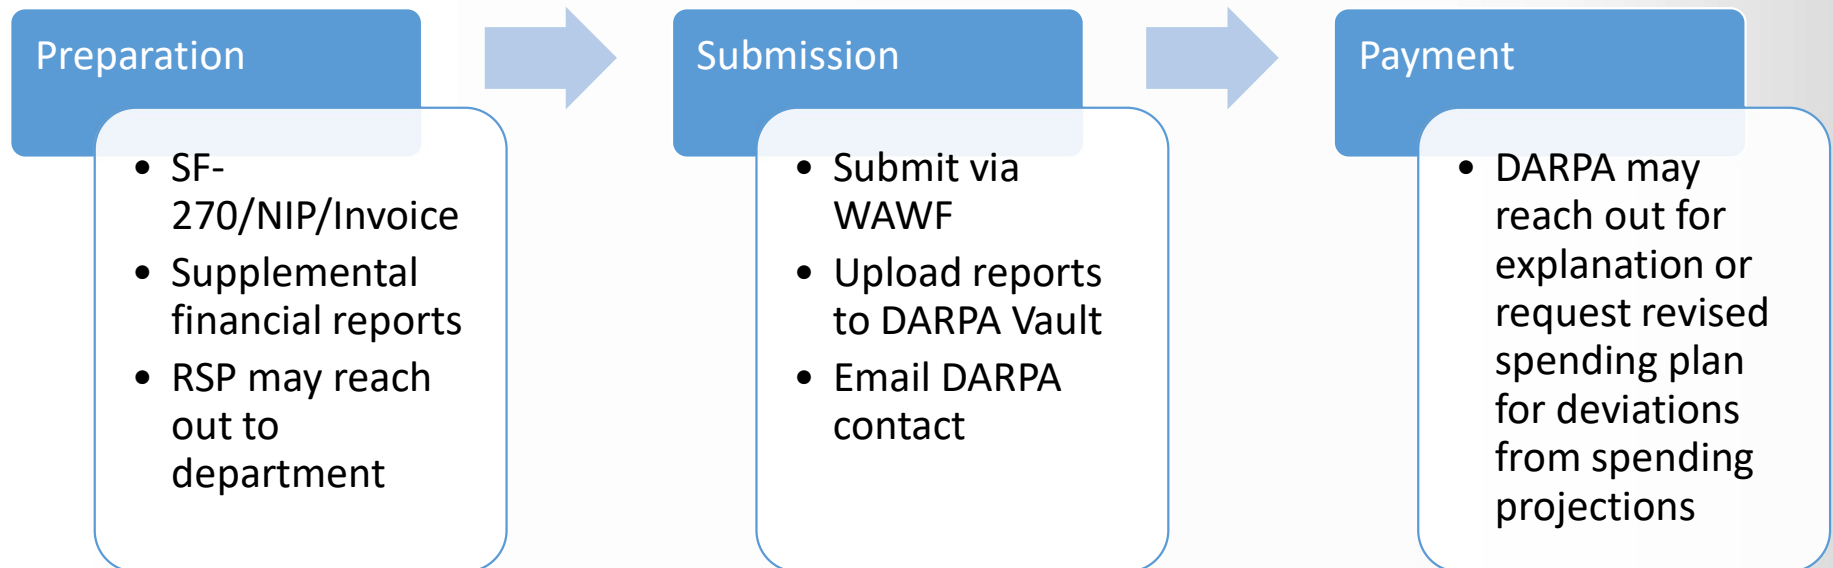 Preparation
• SF-
270/NIP/Invoice
• Supplemental
financial reports
• RSP may reach
out to
department
Submission
• Submit via
WAWF
• Upload reports
to DARPA Vault
• Email DARPA
contact
Payment
• DARPA may
reach out for
explanation or
request revised
spending plan
for deviations
from spending
projections